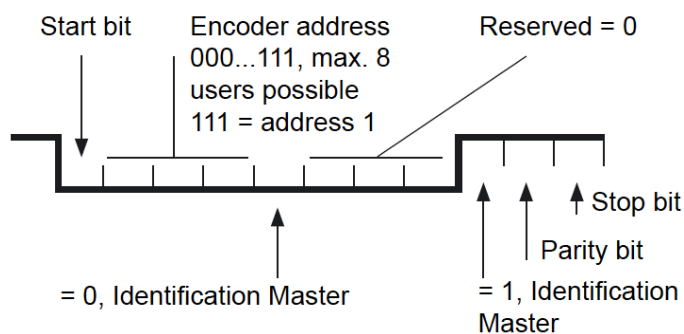 Start bit
Encoder address
000...111, max. 8
users possible
111 = address 1
Reserved = 0
Stop bit
Parity bit
= 0, Identification Master
= 1, Identification
Master